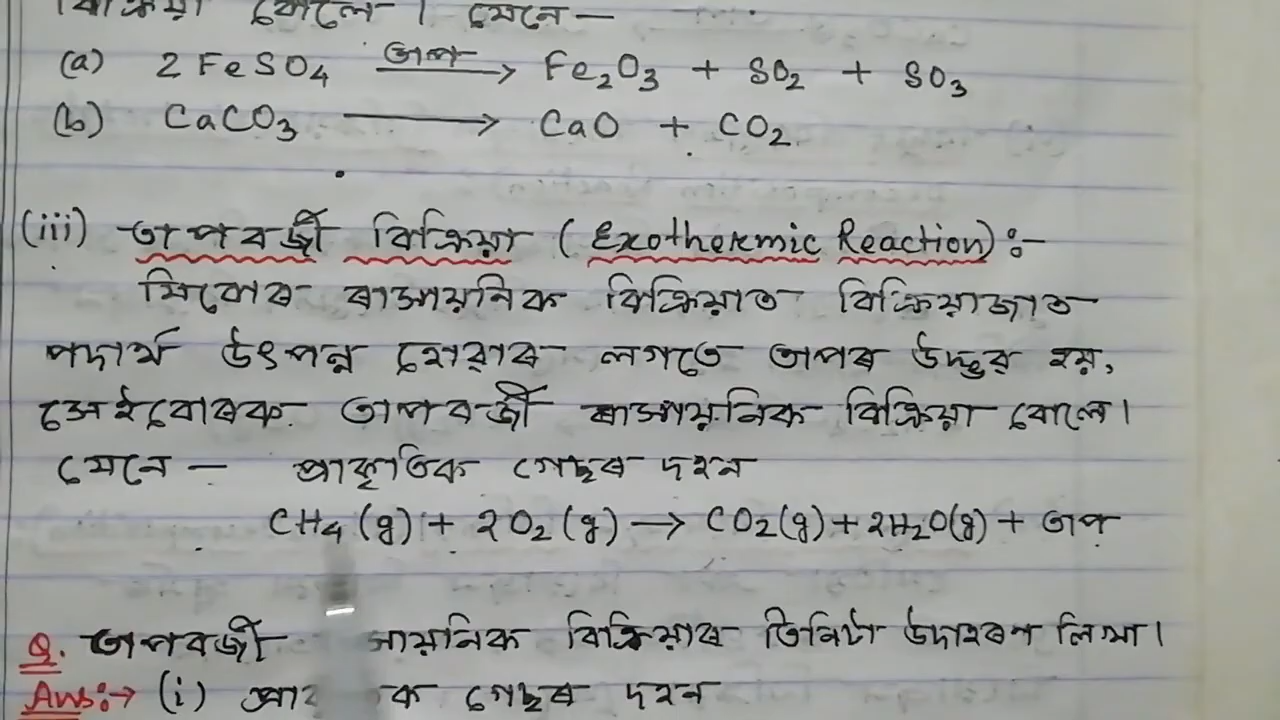 বিক্ৰিয়া বোলে। যেনে—
(a) 2FeSO₄ —তাপ→ Fe₂O₃ + SO₂ + SO₃
(b) CaCO₃ ⟶ CaO + CO₂
(iii) তাপবৰ্জী বিক্ৰিয়া (Exothermic Reaction):-
যিবোৰ ৰাসায়নিক বিক্ৰিয়াত বিক্ৰিয়াজাত
পদাৰ্থ উৎপন্ন হোৱাৰ লগতে তাপৰ উদ্ভৱ হয়,
সেইবোৰক তাপবৰ্জী ৰাসায়নিক বিক্ৰিয়া বোলে।
যেনে — প্ৰাকৃতিক গেছৰ দহন
CH₄(g) + 2O₂(g) → CO₂(g) + 2H₂O(g) + তাপ
Q. তাপবৰ্জী সায়নিক বিক্ৰিয়াৰ তিনিটা উদাহৰণ লিখা।
Ans:→ (i) প্ৰা ক গেছৰ দহন